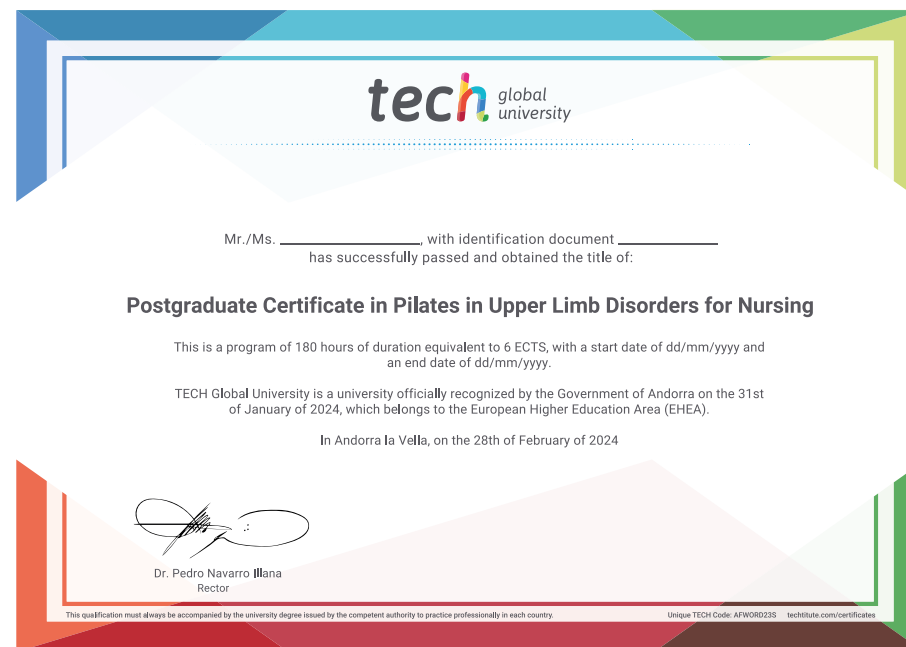 tech global
university
Mr./Ms. ____________________, with identification document ______________
has successfully passed and obtained the title of:
Postgraduate Certificate in Pilates in Upper Limb Disorders for Nursing
This is a program of 180 hours of duration equivalent to 6 ECTS, with a start date of dd/mm/yyyy and
an end date of dd/mm/yyyy.
TECH Global University is a university officially recognized by the Government of Andorra on the 31st
of January of 2024, which belongs to the European Higher Education Area (EHEA).
In Andorra la Vella, on the 28th of February of 2024
Dr. Pedro Navarro Illana
Rector
This qualification must always be accompanied by the university degree issued by the competent authority to practice professionally in each country. Unique TECH Code: AFWORD23S techtitute.com/certificates